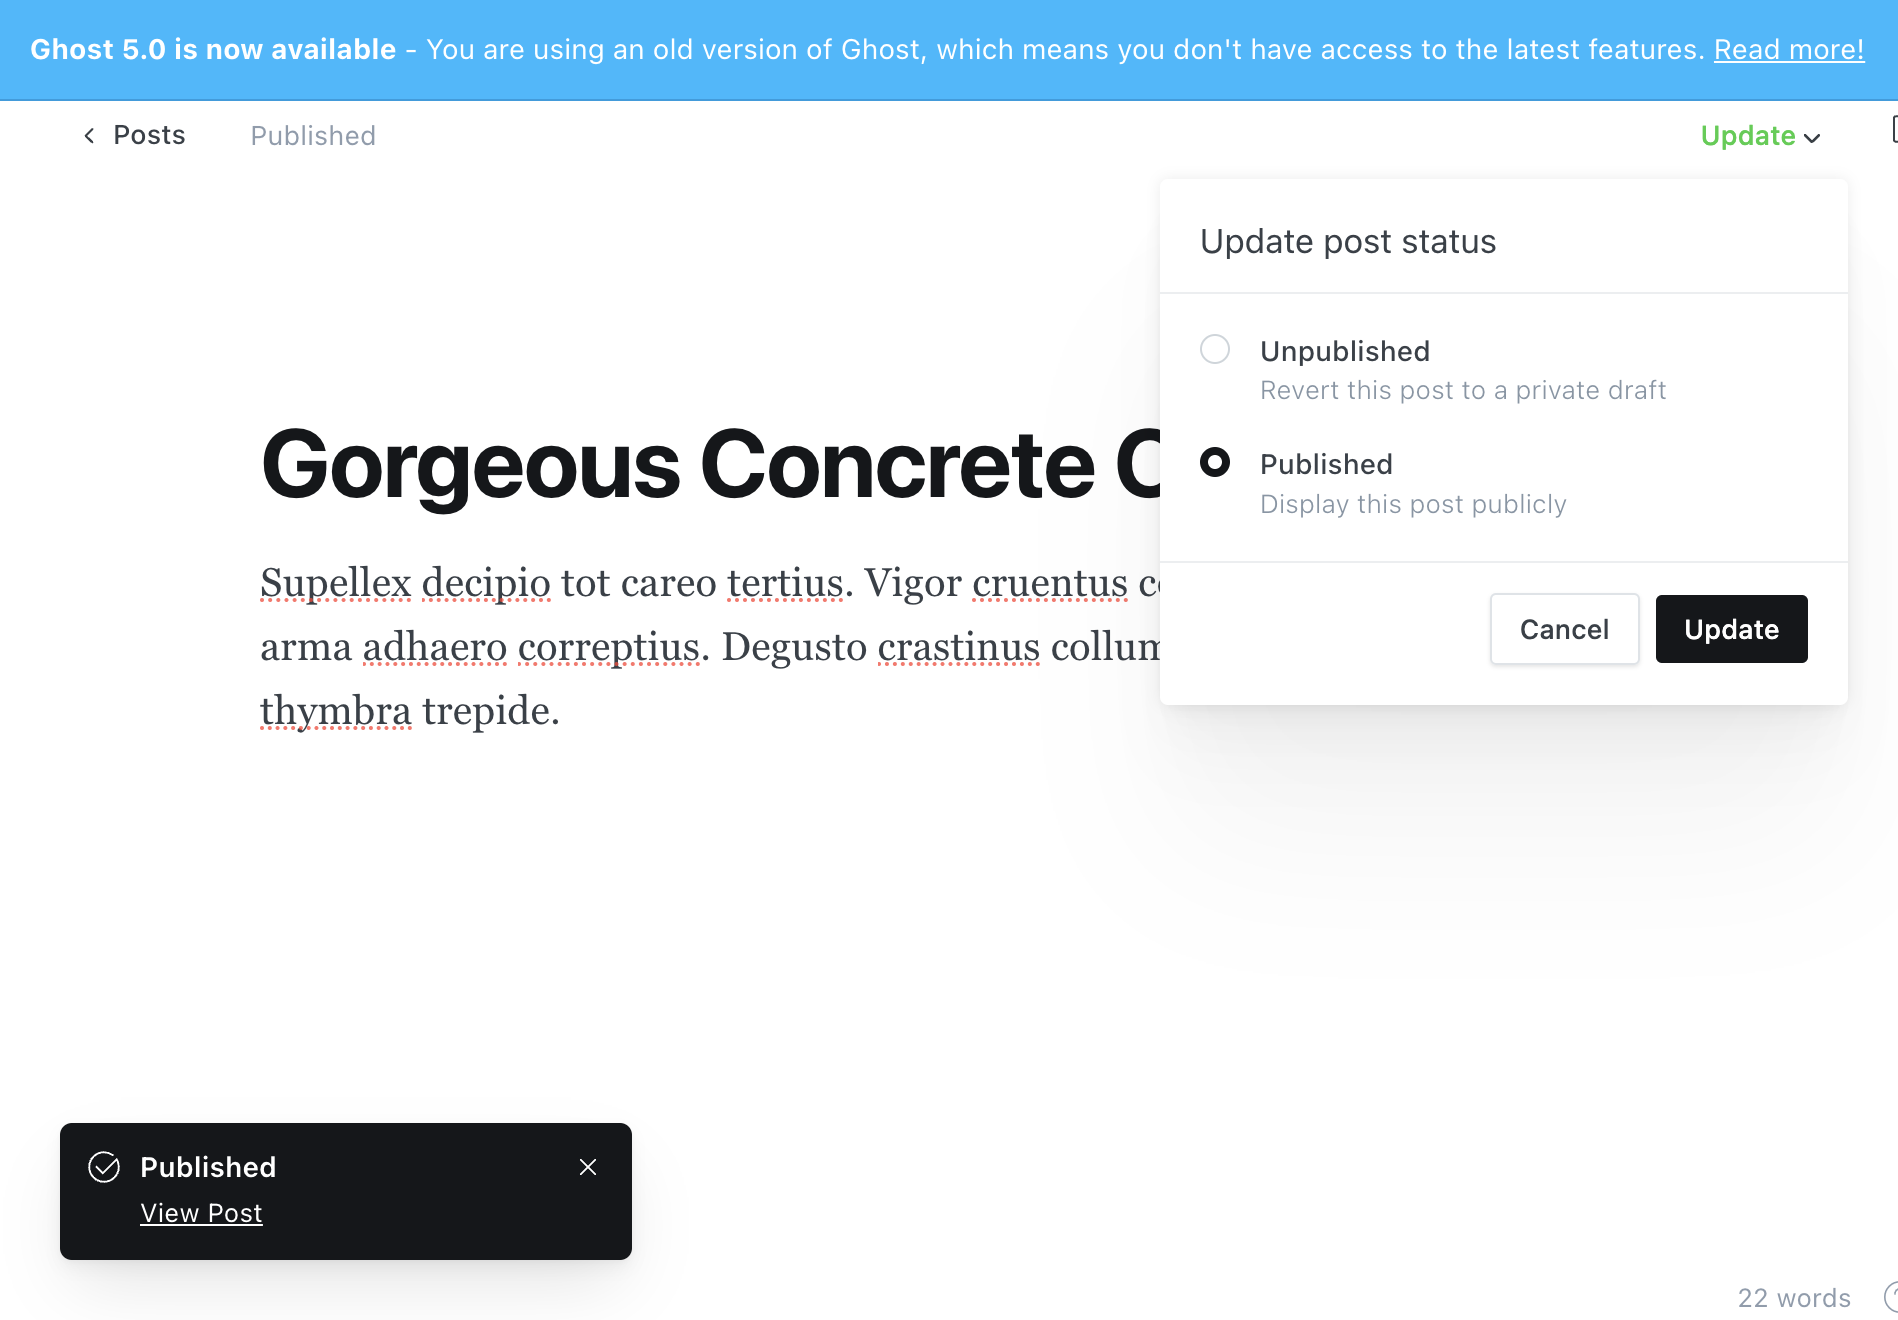 Ghost 5.0 is now available - You are using an old version of Ghost, which means you don't have access to the latest features. Read more!
Posts
Published
Update
Update post status
Unpublished
Revert this post to a private draft
Published
Display this post publicly
Cancel
Update
Gorgeous Concrete
Supellex decipio tot careo tertius. Vigor cruentus
arma adhaero correptius. Degusto crastinus
thymbra trepide.
Published
View Post
22 words